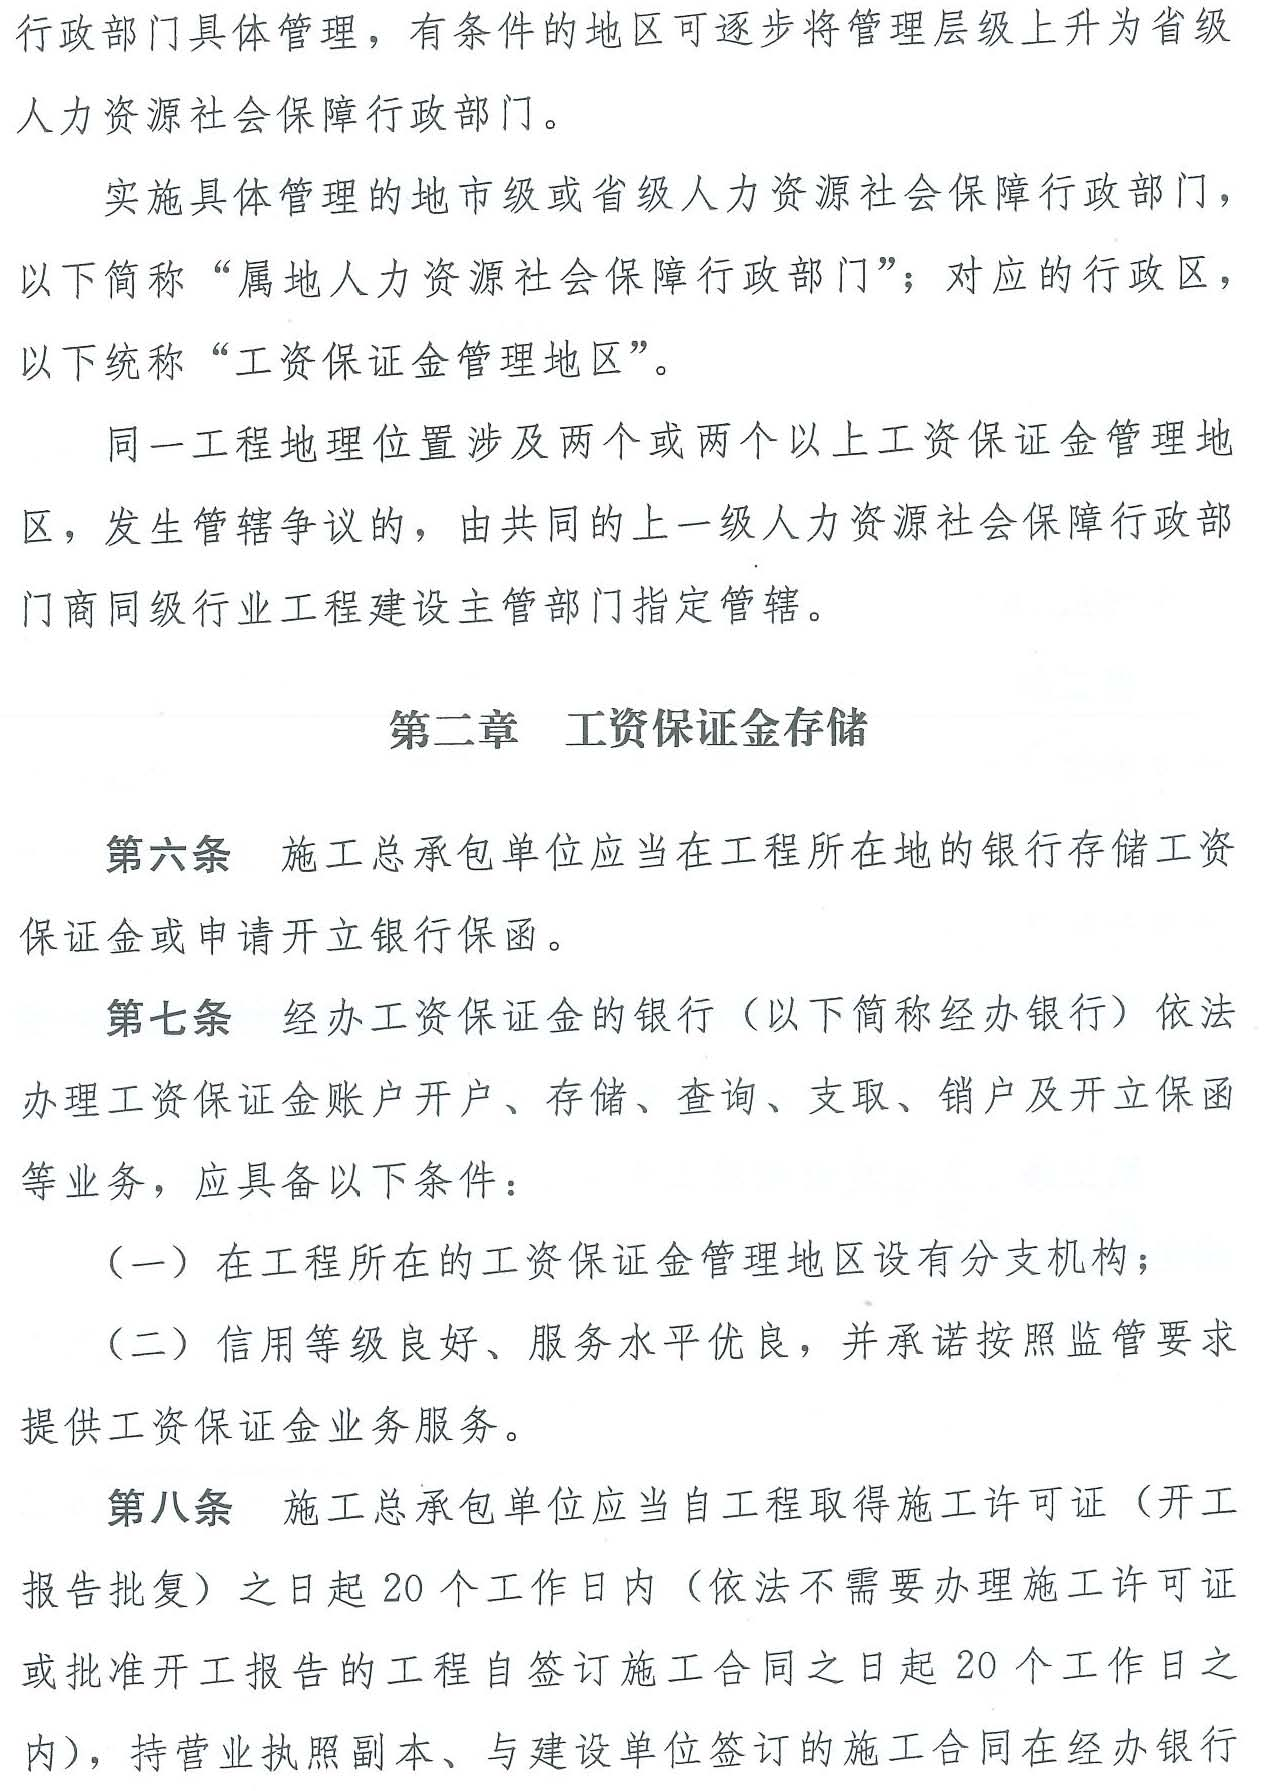 行政部门具体管理，有条件的地区可逐步将管理层级上升为省级
人力资源社会保障行政部门。
实施具体管理的地市级或省级人力资源社会保障行政部门，
以下简称“属地人力资源社会保障行政部门”；对应的行政区，
以下统称“工资保证金管理地区”。
同一工程地理位置涉及两个或两个以上工资保证金管理地
区，发生管辖争议的，由共同的上一级人力资源社会保障行政部
门商同级行业工程建设主管部门指定管辖。
第二章　工资保证金存储
第六条　施工总承包单位应当在工程所在地的银行存储工资
保证金或申请开立银行保函。
第七条　经办工资保证金的银行（以下简称经办银行）依法
办理工资保证金账户开户、存储、查询、支取、销户及开立保函
等业务，应具备以下条件：
（一）在工程所在的工资保证金管理地区设有分支机构；
（二）信用等级良好、服务水平优良，并承诺按照监管要求
提供工资保证金业务服务。
第八条　施工总承包单位应当自工程取得施工许可证（开工
报告批复）之日起 20 个工作日内（依法不需要办理施工许可证
或批准开工报告的工程自签订施工合同之日起 20 个工作日之
内），持营业执照副本、与建设单位签订的施工合同在经办银行